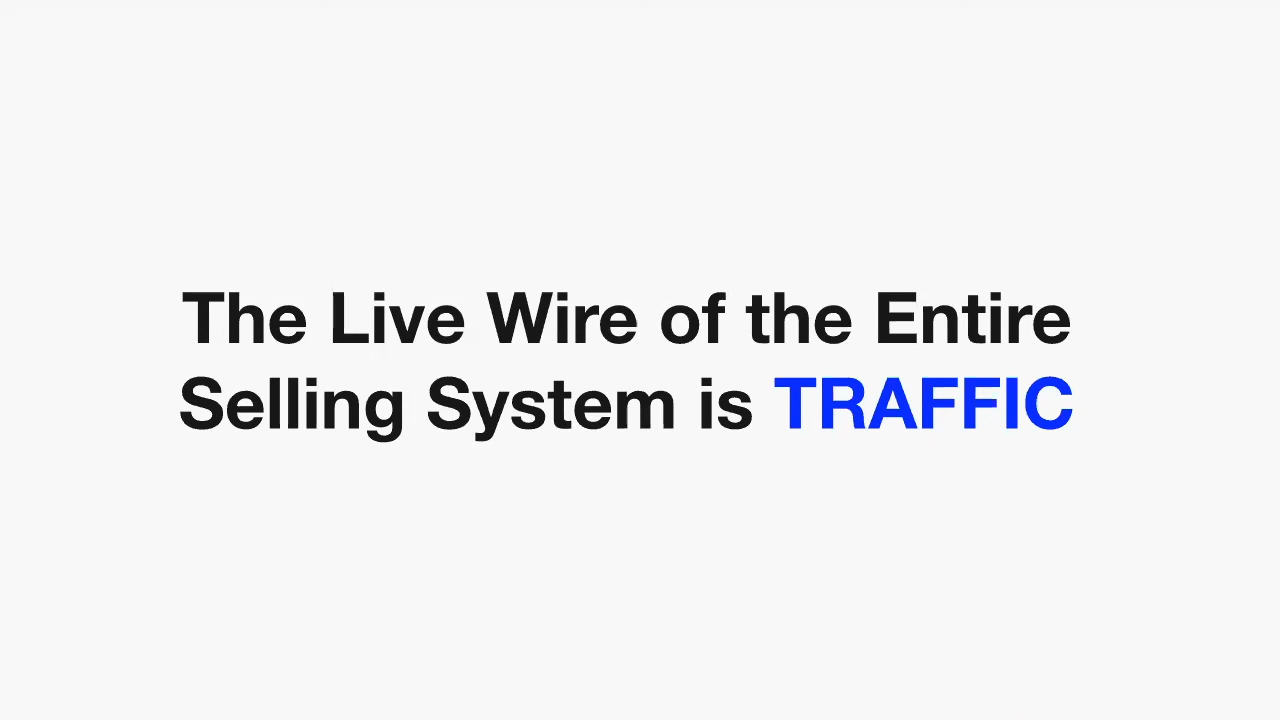 The Live Wire of the Entire
Selling System is TRAFFIC